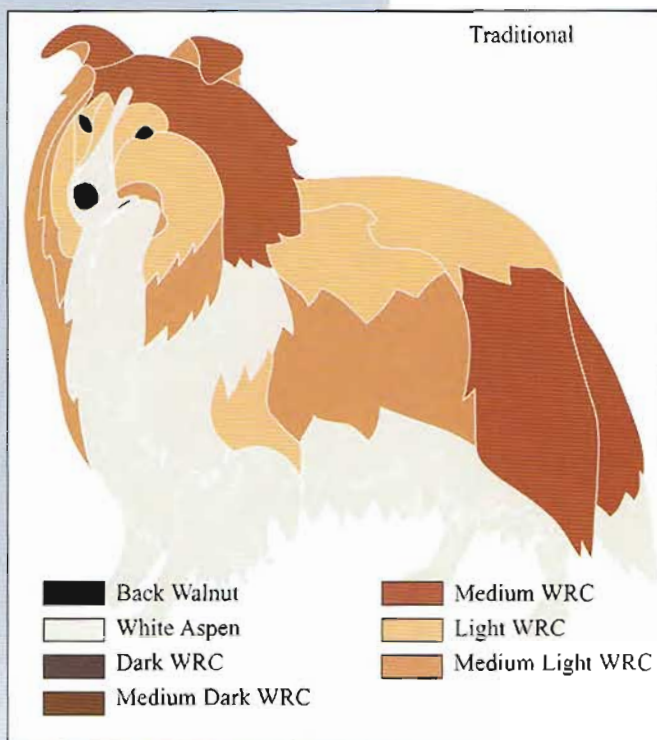 Traditional
Back Walnut
White Aspen
Dark WRC
Medium Dark WRC
Medium WRC
Light WRC
Medium Light WRC